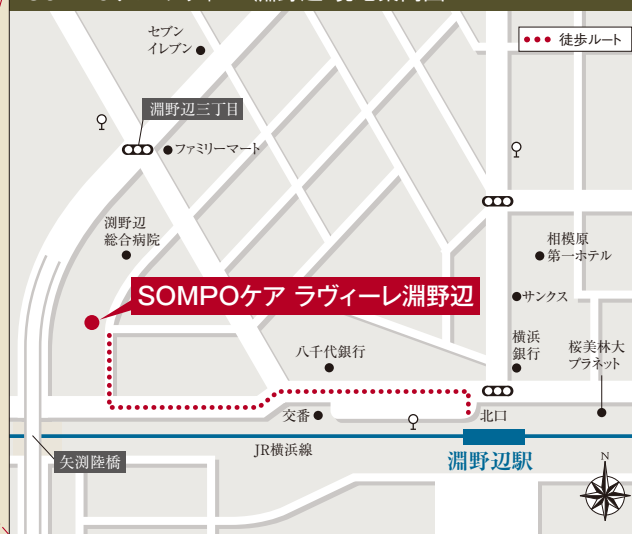 セブン
イレブン
徒歩ルート
淵野辺三丁目
ファミリーマート
渕野辺
総合病院
相模原
第一ホテル
SOMPOケア ラヴィーレ淵野辺
サンクス
八千代銀行
横浜
銀行
桜美林大
プラネット
交番
北口
JR横浜線
淵野辺駅
矢渕陸橋
N